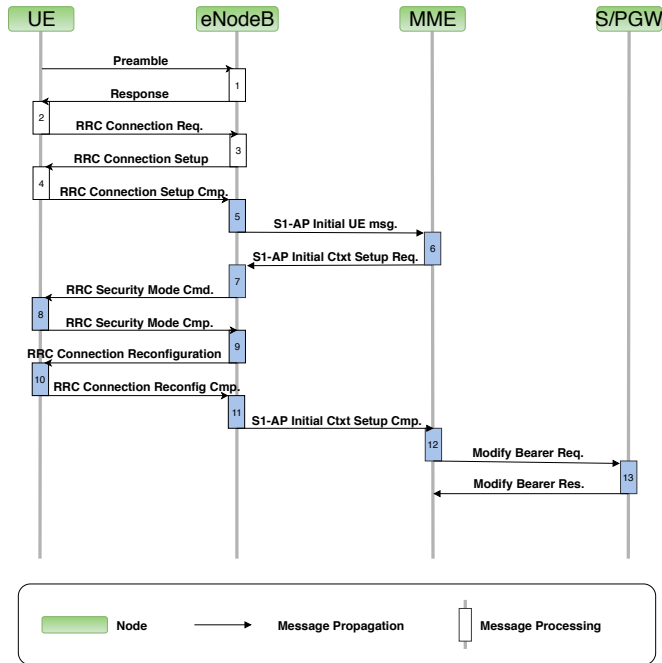 UE eNodeB MME S/PGW
Preamble
1
Response
2
RRC Connection Req.
3
RRC Connection Setup
4
RRC Connection Setup Cmp.
5
S1-AP Initial UE msg.
6
S1-AP Initial Ctxt Setup Req.
7
RRC Security Mode Cmd.
8
RRC Security Mode Cmp.
9
RRC Connection Reconfiguration
10
RRC Connection Reconfig Cmp.
11
S1-AP Initial Ctxt Setup Cmp.
12
Modify Bearer Req.
13
Modify Bearer Res.
Node Message Propagation Message Processing